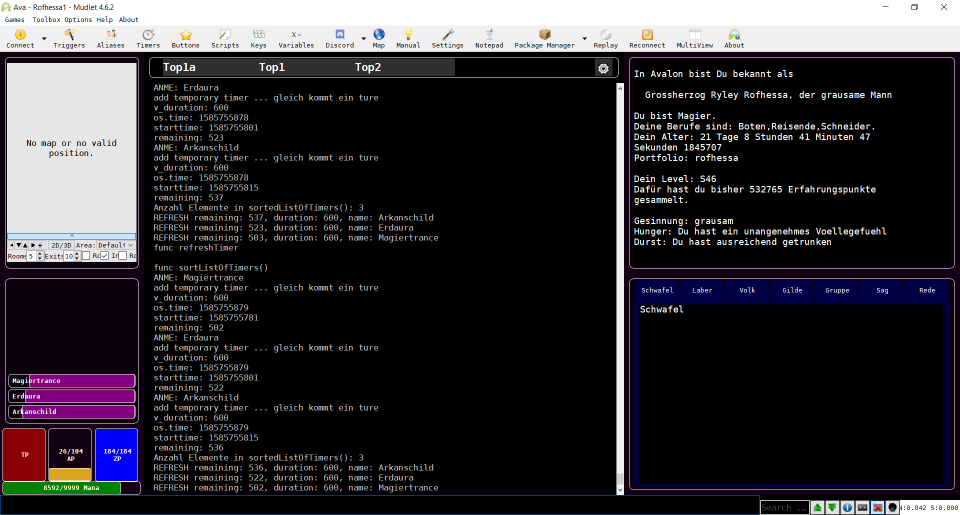 Ava - Rofhessa1 - Mudlet 4.6.2
Games Toolbox Options Help About
Connect Triggers Aliases Timers Buttons Scripts Keys Variables Discord Map Manual Settings Notepad Package Manager Replay Reconnect MultiView About
No map or no valid
position.
2D/3D Area: Default
Rooms 5 Exits 10
Magiertrance
Erdaura
Arkanschild
TP
26/104
AP
184/184
ZP
8592/9999 Mana
Top1a Top1 Top2
ANME: Erdaura
add temporary timer ... gleich kommt ein ture
v_duration: 600
os.time: 1585755878
starttime: 1585755801
remaining: 523
ANME: Arkanschild
add temporary timer ... gleich kommt ein ture
v_duration: 600
os.time: 1585755878
starttime: 1585755815
remaining: 537
Anzahl Elemente in sortedListOfTimers(): 3
REFRESH remaining: 537, duration: 600, name: Arkanschild
REFRESH remaining: 523, duration: 600, name: Erdaura
REFRESH remaining: 503, duration: 600, name: Magiertrance
func refreshTimer
func sortListOfTimers()
ANME: Magiertrance
add temporary timer ... gleich kommt ein ture
v_duration: 600
os.time: 1585755879
starttime: 1585755781
remaining: 502
ANME: Erdaura
add temporary timer ... gleich kommt ein ture
v_duration: 600
os.time: 1585755879
starttime: 1585755801
remaining: 522
ANME: Arkanschild
add temporary timer ... gleich kommt ein ture
v_duration: 600
os.time: 1585755879
starttime: 1585755815
remaining: 536
Anzahl Elemente in sortedListOfTimers(): 3
REFRESH remaining: 536, duration: 600, name: Arkanschild
REFRESH remaining: 522, duration: 600, name: Erdaura
REFRESH remaining: 502, duration: 600, name: Magiertrance
In Avalon bist Du bekannt als
Grossherzog Ryley Rofhessa, der grausame Mann
Du bist Magier.
Deine Berufe sind: Boten,Reisende,Schneider.
Dein Alter: 21 Tage 8 Stunden 41 Minuten 47
Sekunden 1845707
Portfolio: rofhessa
Dein Level: S46
Dafür hast du bisher 532765 Erfahrungspunkte
gesammelt.
Gesinnung: grausam
Hunger: Du hast ein unangenehmes Voellegefuehl
Durst: Du hast ausreichend getrunken
Schwafel Laber Volk Gilde Gruppe Sag Rede
Schwafel
Search ...
N:0.042 S:0.000